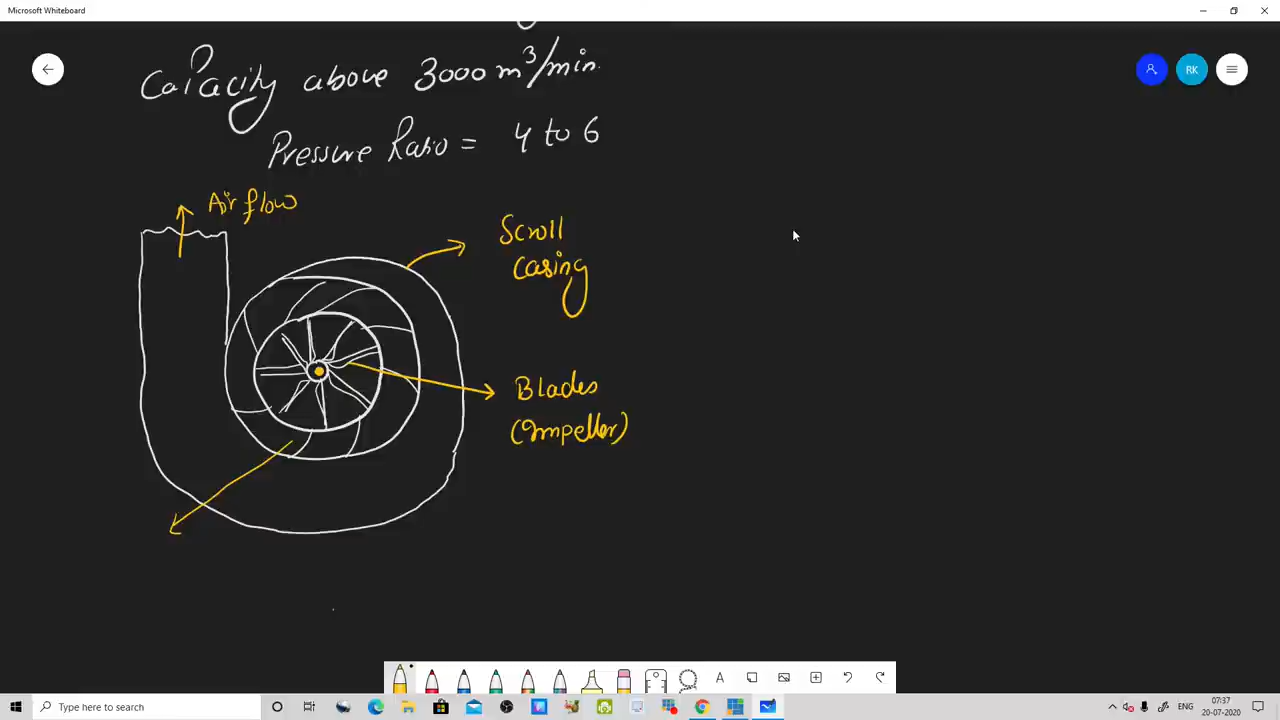 Microsoft Whiteboard
Capacity above 3000 m³/min.
RK
Pressure Ratio = 4 to 6
Air flow
Scroll
Casing
Blades
(Impeller)
A
Type here to search
ENG
07:37
20-07-2020